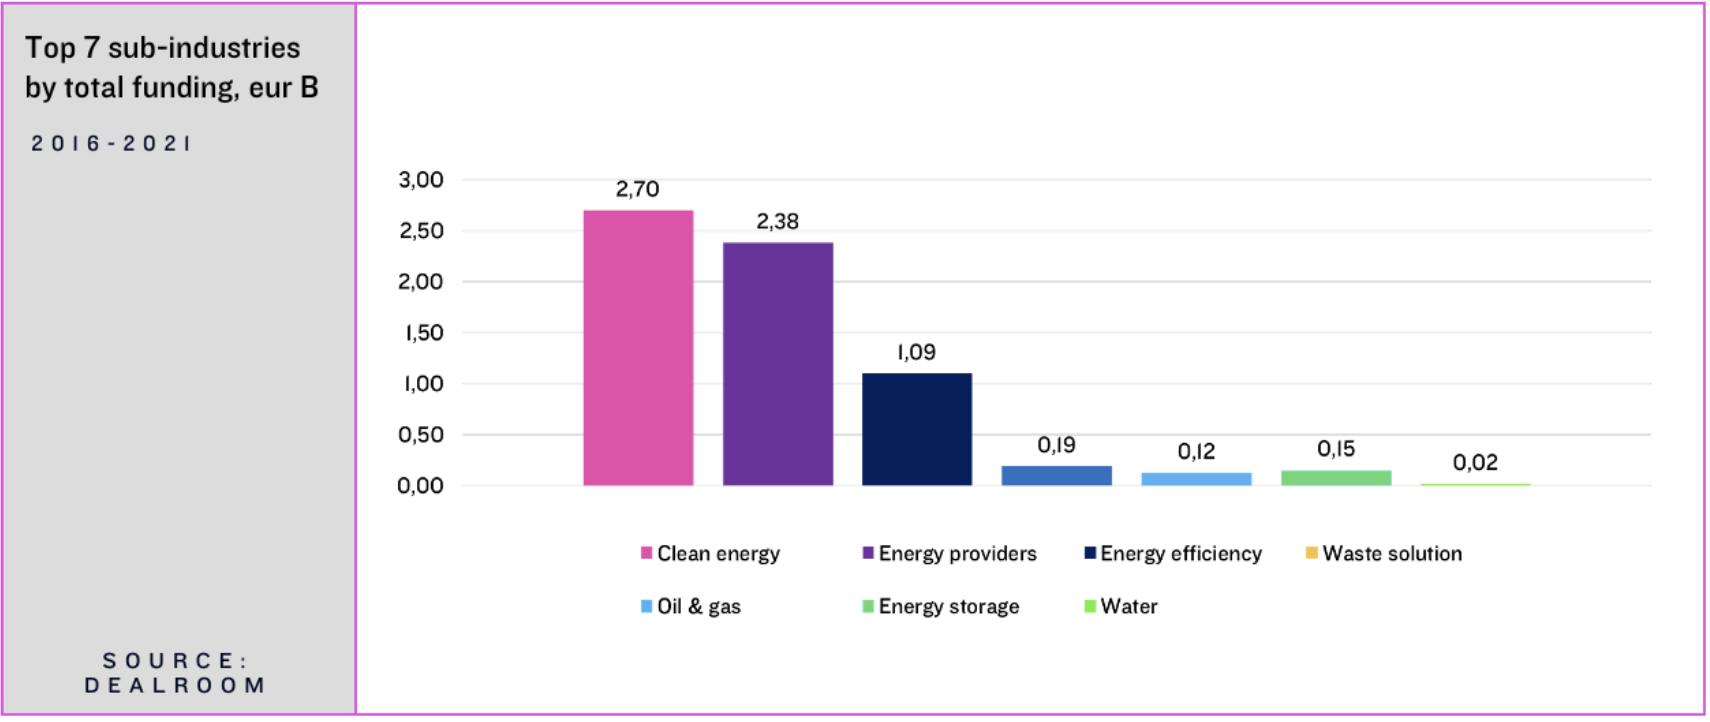 Top 7 sub-industries
by total funding, eur B
2016-2021
SOURCE:
DEALROOM
3,00
2,50
2,00
1,50
1,00
0,50
0,00
2,70
2,38
1,09
0,19
0,12
0,15
0,02
Clean energy
Energy providers
Energy efficiency
Waste solution
Oil & gas
Energy storage
Water